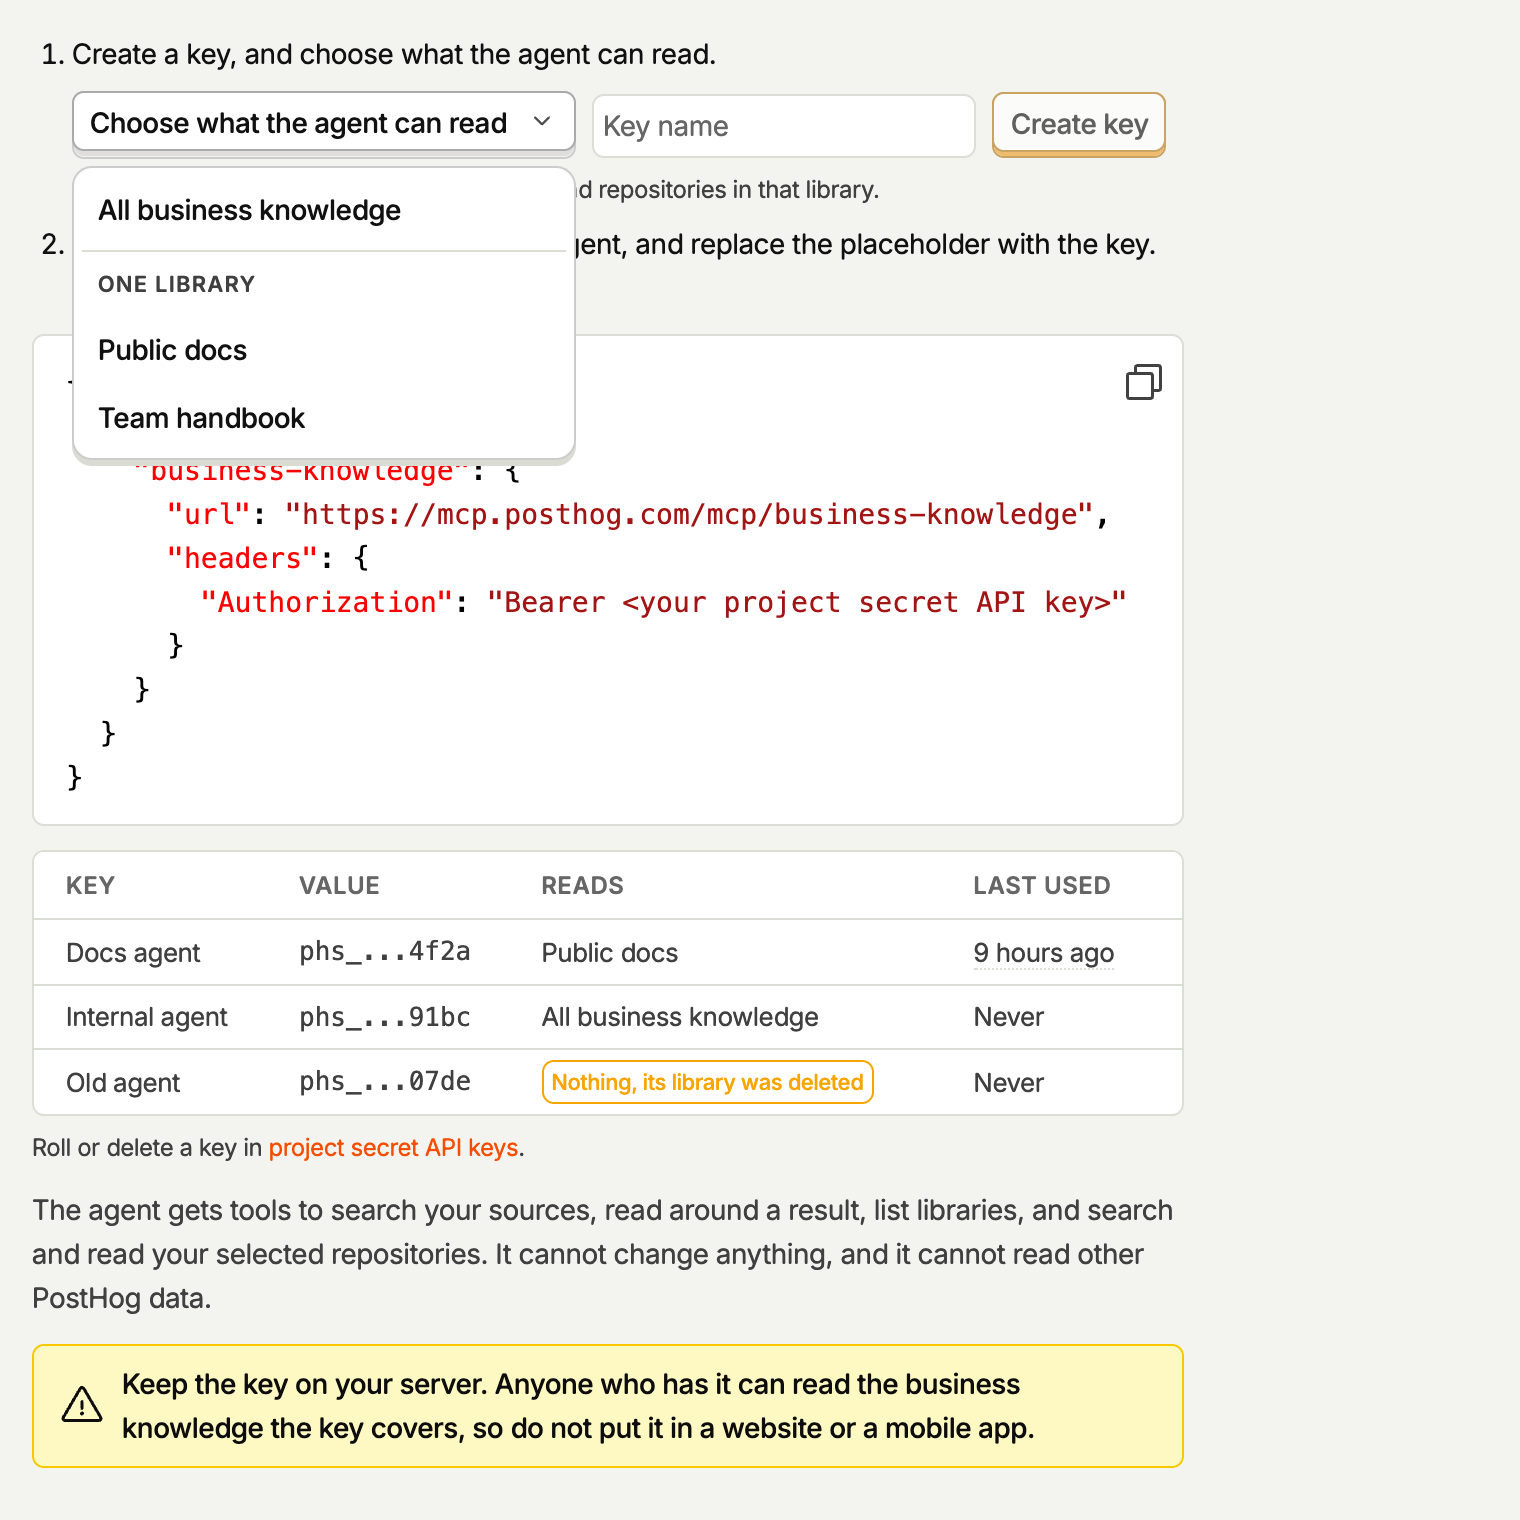 1. Create a key, and choose what the agent can read.
Choose what the agent can read
Key name
Create key
All business knowledge
repositories in that library.
2.
, and replace the placeholder with the key.
ONE LIBRARY
Public docs
Team handbook
"business-knowledge": {
"url": "https://mcp.posthog.com/mcp/business-knowledge",
"headers": {
"Authorization": "Bearer <your project secret API key>"
}
}
}
}
KEY VALUE READS LAST USED
Docs agent phs_...4f2a Public docs 9 hours ago
Internal agent phs_...91bc All business knowledge Never
Old agent phs_...07de Nothing, its library was deleted Never
Roll or delete a key in project secret API keys.
The agent gets tools to search your sources, read around a result, list libraries, and search
and read your selected repositories. It cannot change anything, and it cannot read other
PostHog data.
Keep the key on your server. Anyone who has it can read the business
knowledge the key covers, so do not put it in a website or a mobile app.